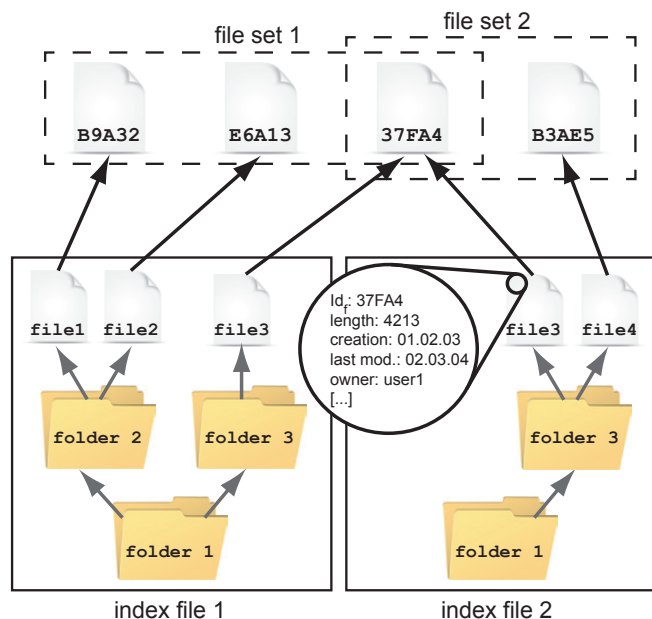 file set 1
file set 2
B9A32
E6A13
37FA4
B3AE5
file1
file2
file3
Idf: 37FA4
length: 4213
creation: 01.02.03
last mod.: 02.03.04
owner: user1
[...]
file3
file4
folder 2
folder 3
folder 3
folder 1
folder 1
index file 1
index file 2